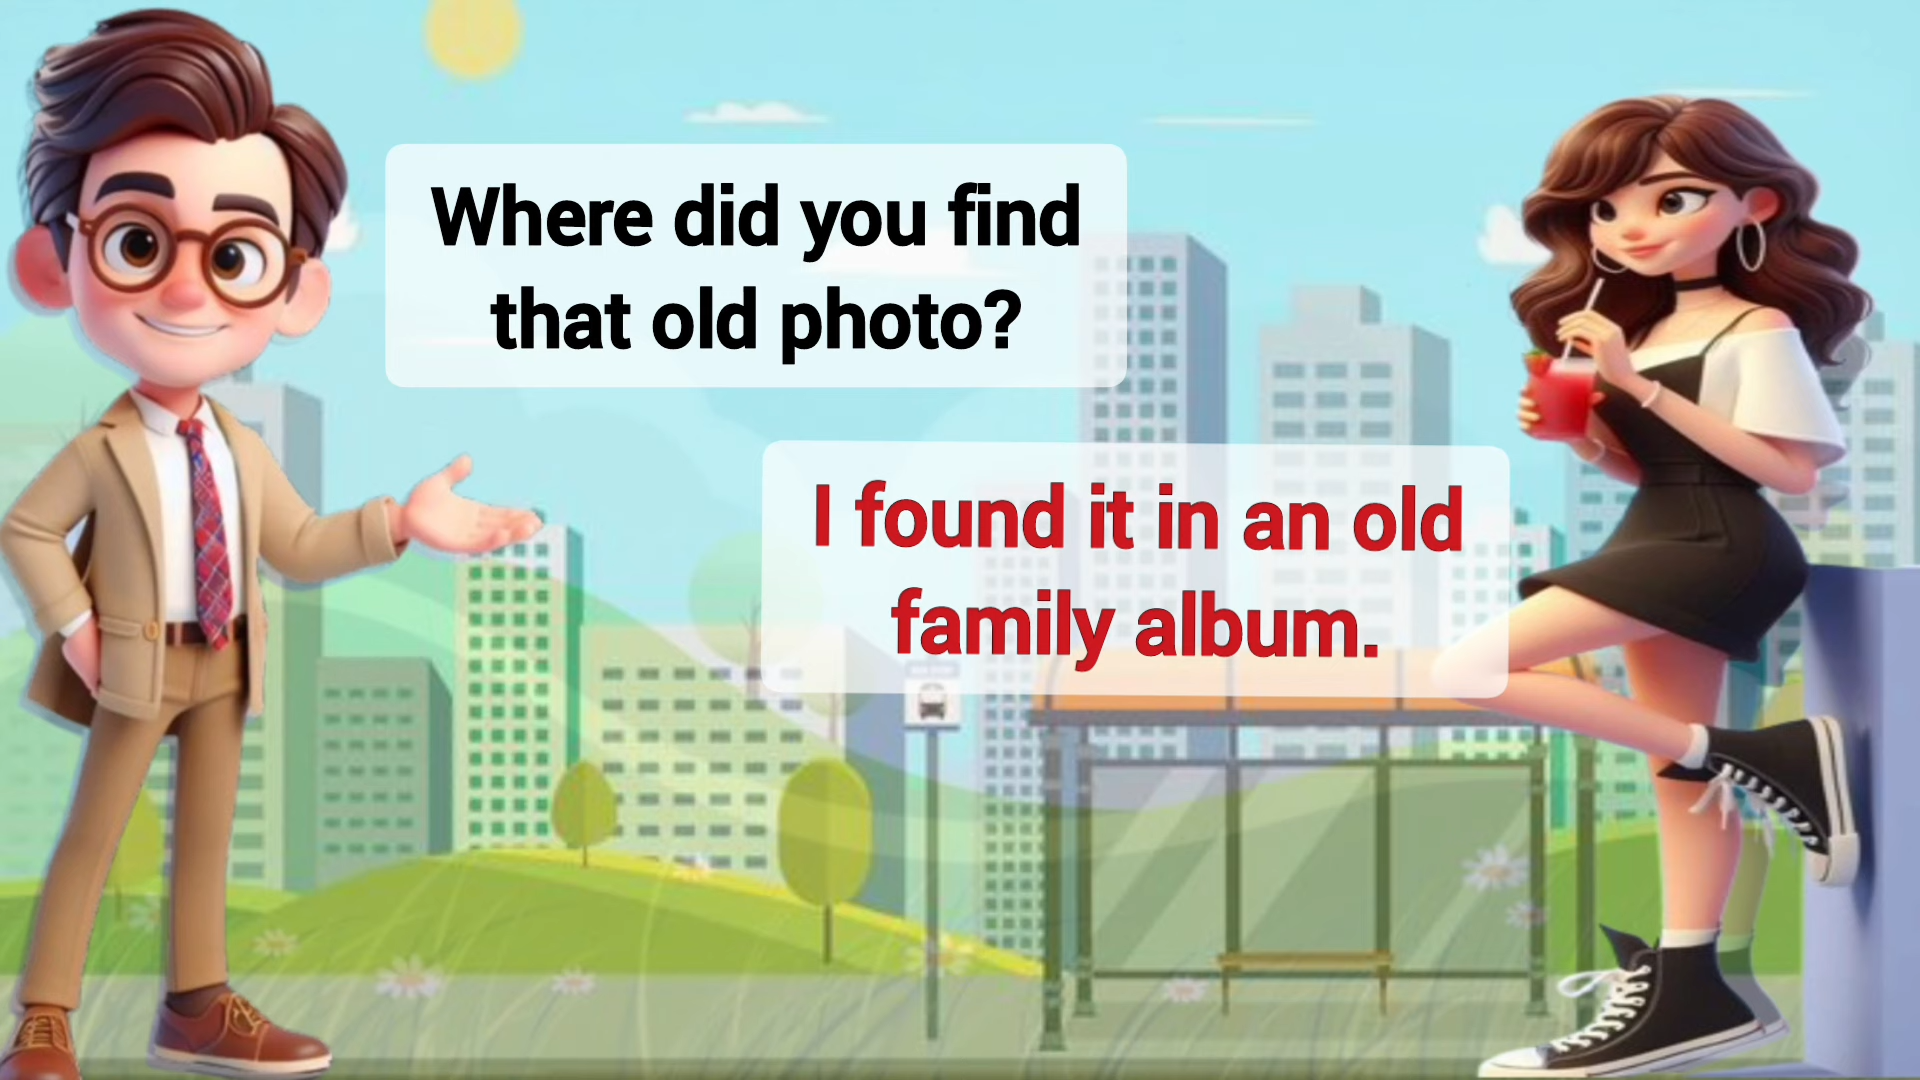 Where did you find
that old photo?
I found it in an old
family album.